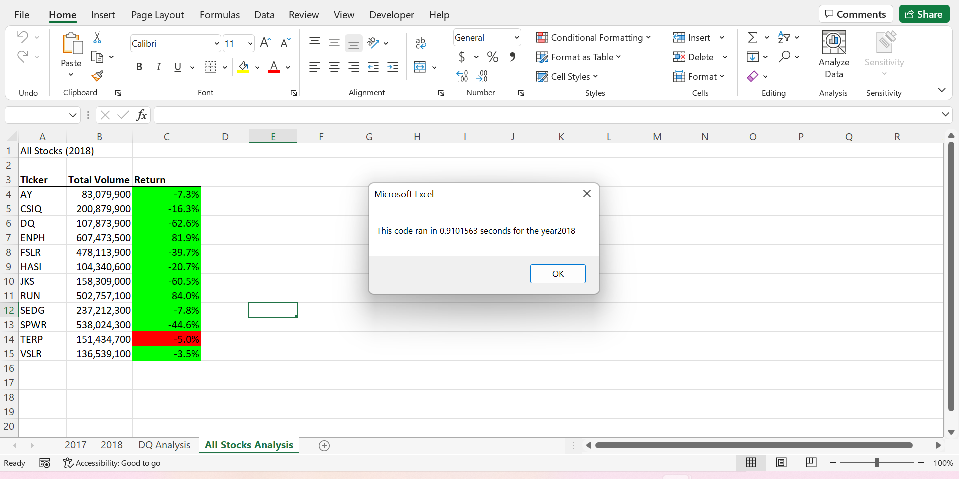 File Home Insert Page Layout Formulas Data Review View Developer Help Comments Share
Calibri 11 General Conditional Formatting Insert
Paste B I U A $ % Format as Table Delete Analyze Data Sensitivity
Cell Styles Format
Undo Clipboard Font Alignment Number Styles Cells Editing Analysis Sensitivity
fx
A B C D E F G H I J K L M N O P Q R
1 All Stocks (2018)
2
3 Ticker Total Volume Return
4 AY 83,079,900 -7.3%
5 CSIQ 200,879,900 -16.3%
6 DQ 107,873,900 -62.6%
7 ENPH 607,473,500 81.9%
8 FSLR 478,113,900 -39.7%
9 HASI 104,340,600 -20.7%
10 JKS 158,309,000 -60.5%
11 RUN 502,757,100 84.0%
12 SEDG 237,212,300 -7.8%
13 SPWR 538,024,300 -44.6%
14 TERP 151,434,700 -5.0%
15 VSLR 136,539,100 -3.5%
16
17
18
19
20
Microsoft Excel
This code ran in 0.9101563 seconds for the year2018
OK
2017 2018 DQ Analysis All Stocks Analysis
Ready Accessibility: Good to go 100%